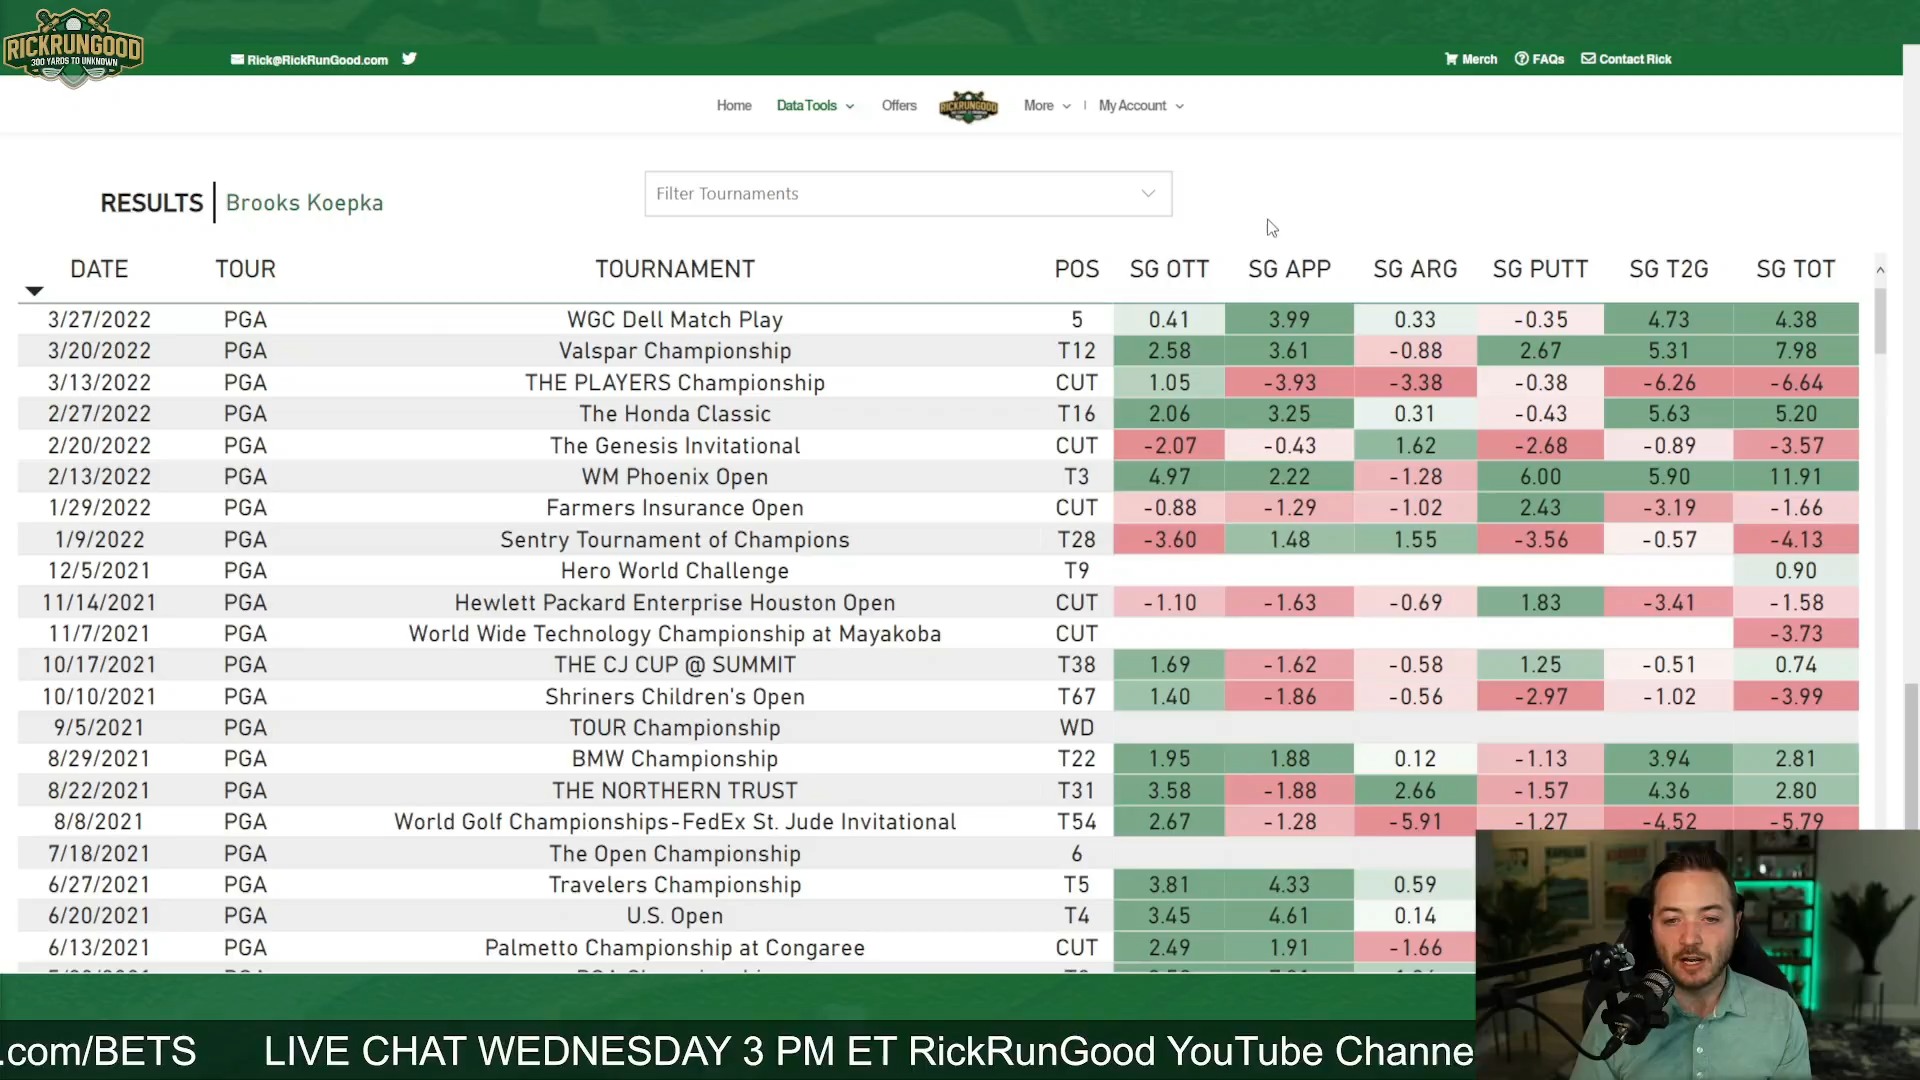 RICKRUNGOOD
300 YARDS TO UNKNOWN
Rick@RickRunGood.com
Merch FAQs Contact Rick
Home Data Tools Offers RICKRUNGOOD More | My Account
RESULTS | Brooks Koepka
Filter Tournaments
DATE TOUR TOURNAMENT POS SG OTT SG APP SG ARG SG PUTT SG T2G SG TOT
3/27/2022 PGA WGC Dell Match Play 5 0.41 3.99 0.33 -0.35 4.73 4.38
3/20/2022 PGA Valspar Championship T12 2.58 3.61 -0.88 2.67 5.31 7.98
3/13/2022 PGA THE PLAYERS Championship CUT 1.05 -3.93 -3.38 -0.38 -6.26 -6.64
2/27/2022 PGA The Honda Classic T16 2.06 3.25 0.31 -0.43 5.63 5.20
2/20/2022 PGA The Genesis Invitational CUT -2.07 -0.43 1.62 -2.68 -0.89 -3.57
2/13/2022 PGA WM Phoenix Open T3 4.97 2.22 -1.28 6.00 5.90 11.91
1/29/2022 PGA Farmers Insurance Open CUT -0.88 -1.29 -1.02 2.43 -3.19 -1.66
1/9/2022 PGA Sentry Tournament of Champions T28 -3.60 1.48 1.55 -3.56 -0.57 -4.13
12/5/2021 PGA Hero World Challenge T9 0.90
11/14/2021 PGA Hewlett Packard Enterprise Houston Open CUT -1.10 -1.63 -0.69 1.83 -3.41 -1.58
11/7/2021 PGA World Wide Technology Championship at Mayakoba CUT -3.73
10/17/2021 PGA THE CJ CUP @ SUMMIT T38 1.69 -1.62 -0.58 1.25 -0.51 0.74
10/10/2021 PGA Shriners Children's Open T67 1.40 -1.86 -0.56 -2.97 -1.02 -3.99
9/5/2021 PGA TOUR Championship WD
8/29/2021 PGA BMW Championship T22 1.95 1.88 0.12 -1.13 3.94 2.81
8/22/2021 PGA THE NORTHERN TRUST T31 3.58 -1.88 2.66 -1.57 4.36 2.80
8/8/2021 PGA World Golf Championships-FedEx St. Jude Invitational T54 2.67 -1.28 -5.91 -1.27 -4.52 -5.79
7/18/2021 PGA The Open Championship 6
6/27/2021 PGA Travelers Championship T5 3.81 4.33 0.59
6/20/2021 PGA U.S. Open T4 3.45 4.61 0.14
6/13/2021 PGA Palmetto Championship at Congaree CUT 2.49 1.91 -1.66
.com/BETS LIVE CHAT WEDNESDAY 3 PM ET RickRunGood YouTube Channe